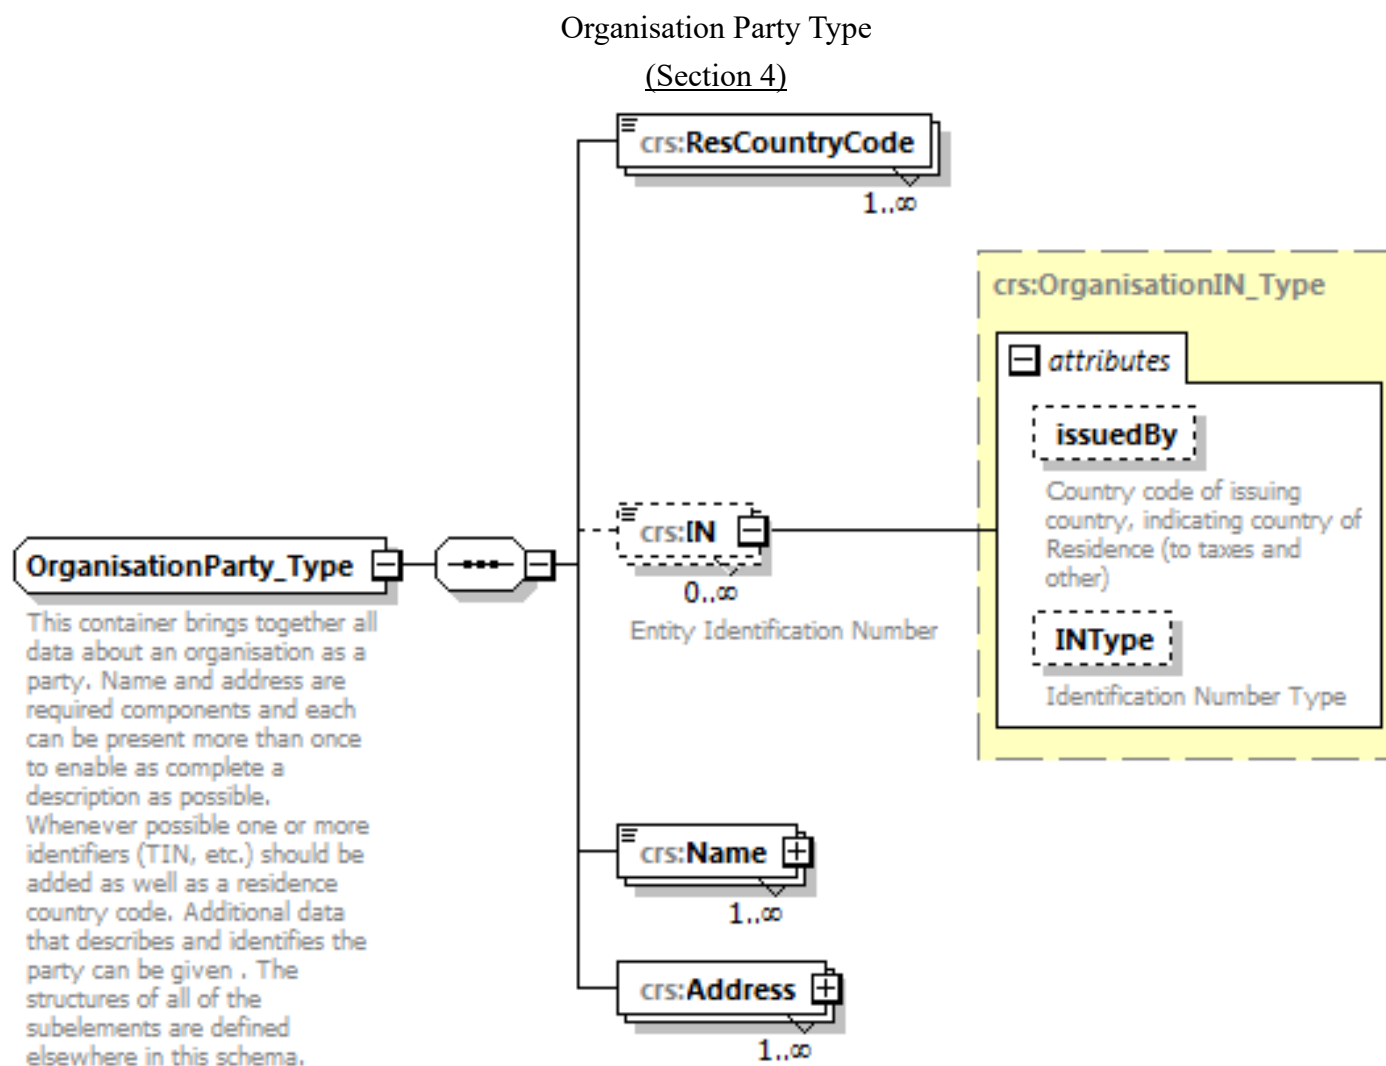 Organisation Party Type
(Section 4)
crs:ResCountryCode
1..∞
crs:OrganisationIN_Type
attributes
issuedBy
Country code of issuing
country, indicating country of
Residence (to taxes and
other)
crs:IN
0..∞
Entity Identification Number
INType
Identification Number Type
OrganisationParty_Type
This container brings together all
data about an organisation as a
party. Name and address are
required components and each
can be present more than once
to enable as complete a
description as possible.
Whenever possible one or more
identifiers (TIN, etc.) should be
added as well as a residence
country code. Additional data
that describes and identifies the
party can be given . The
structures of all of the
subelements are defined
elsewhere in this schema.
crs:Name
1..∞
crs:Address
1..∞